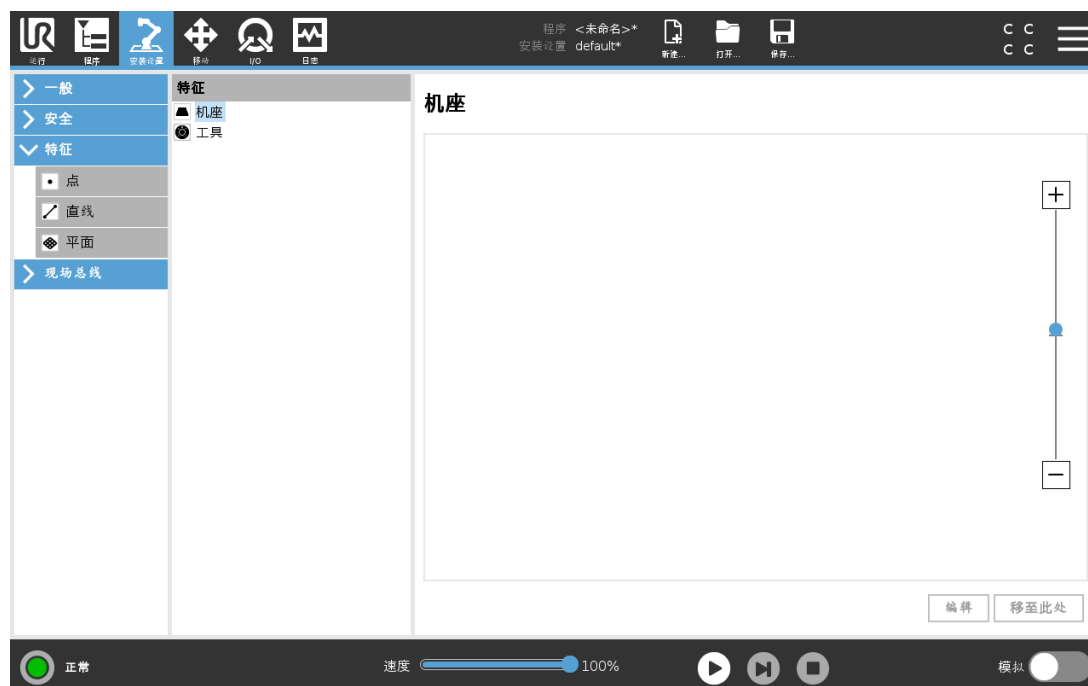 程序 <未命名>*
安装设置 default*
运行 程序 安装设置 移动 I/O 日志 新建... 打开... 保存...
C C
C C
一般
安全
特征
点
直线
平面
现场总线
特征
机座
工具
机座
编辑 移至此处
正常 速度 100% 模拟